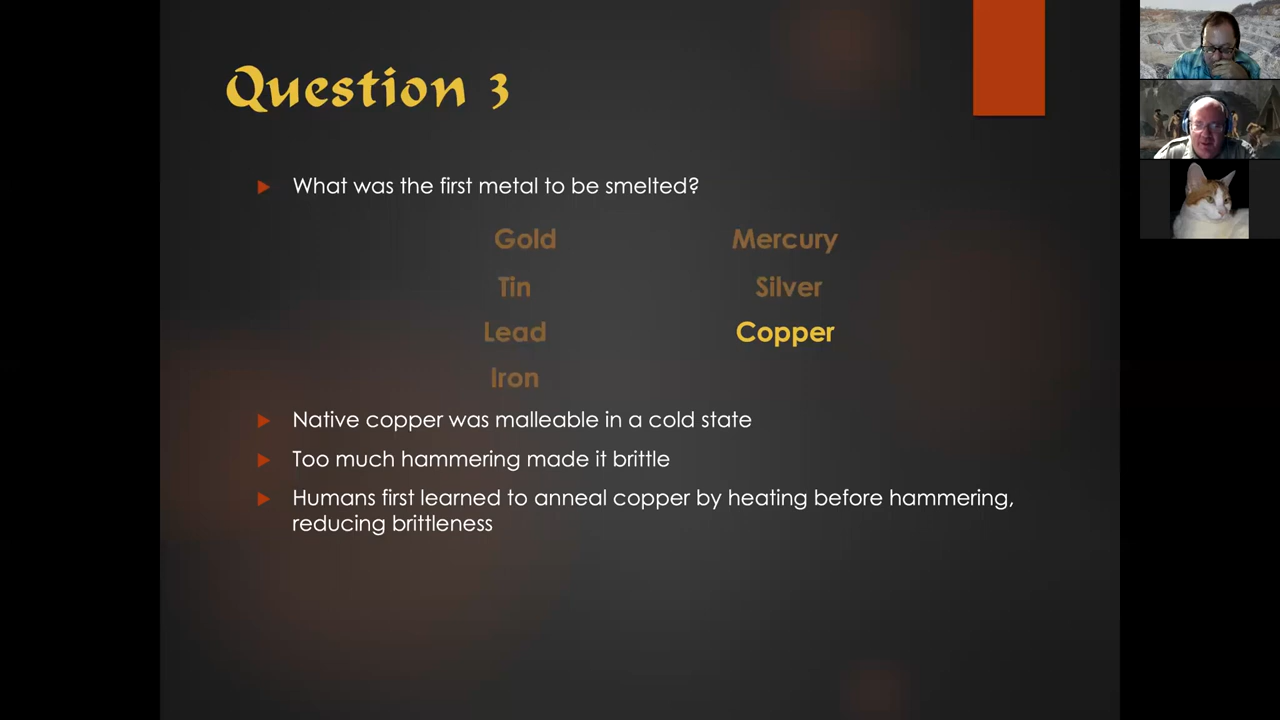 Question 3
What was the first metal to be smelted?
Gold Mercury
Tin Silver
Lead Copper
Iron
Native copper was malleable in a cold state
Too much hammering made it brittle
Humans first learned to anneal copper by heating before hammering,
reducing brittleness